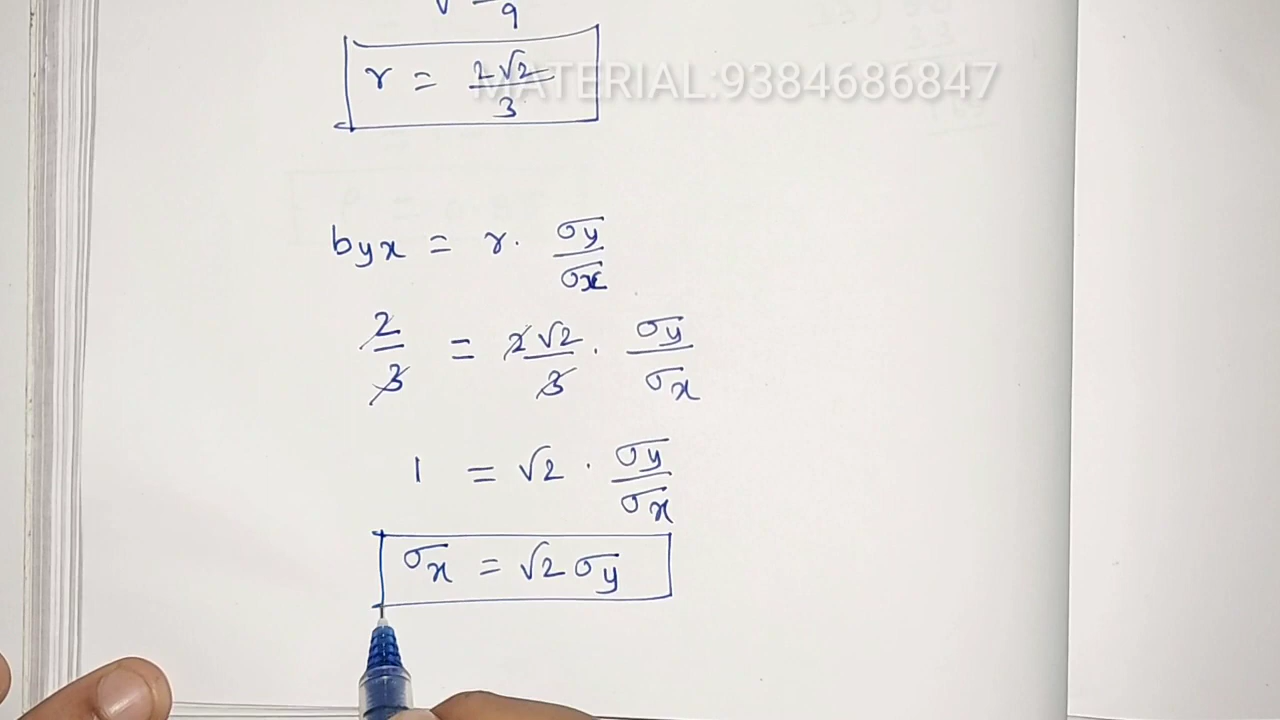 √ 9
r = 2√2/3
MATERIAL:9384686847
byx = r. σy/σx
2/3 = 2√2/3 . σy/σx
1 = √2 . σy/σx
σx = √2 σy